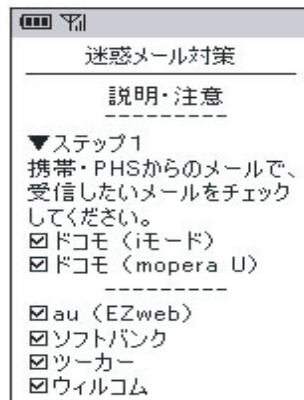 迷惑メール対策
説明・注意
---------
▼ステップ1
携帯・PHSからのメールで、
受信したいメールをチェック
してください。
☑ドコモ（iモード）
☑ドコモ（mopera U）
---------
☑au（EZweb）
☑ソフトバンク
☑ツーカー
☑ウィルコム